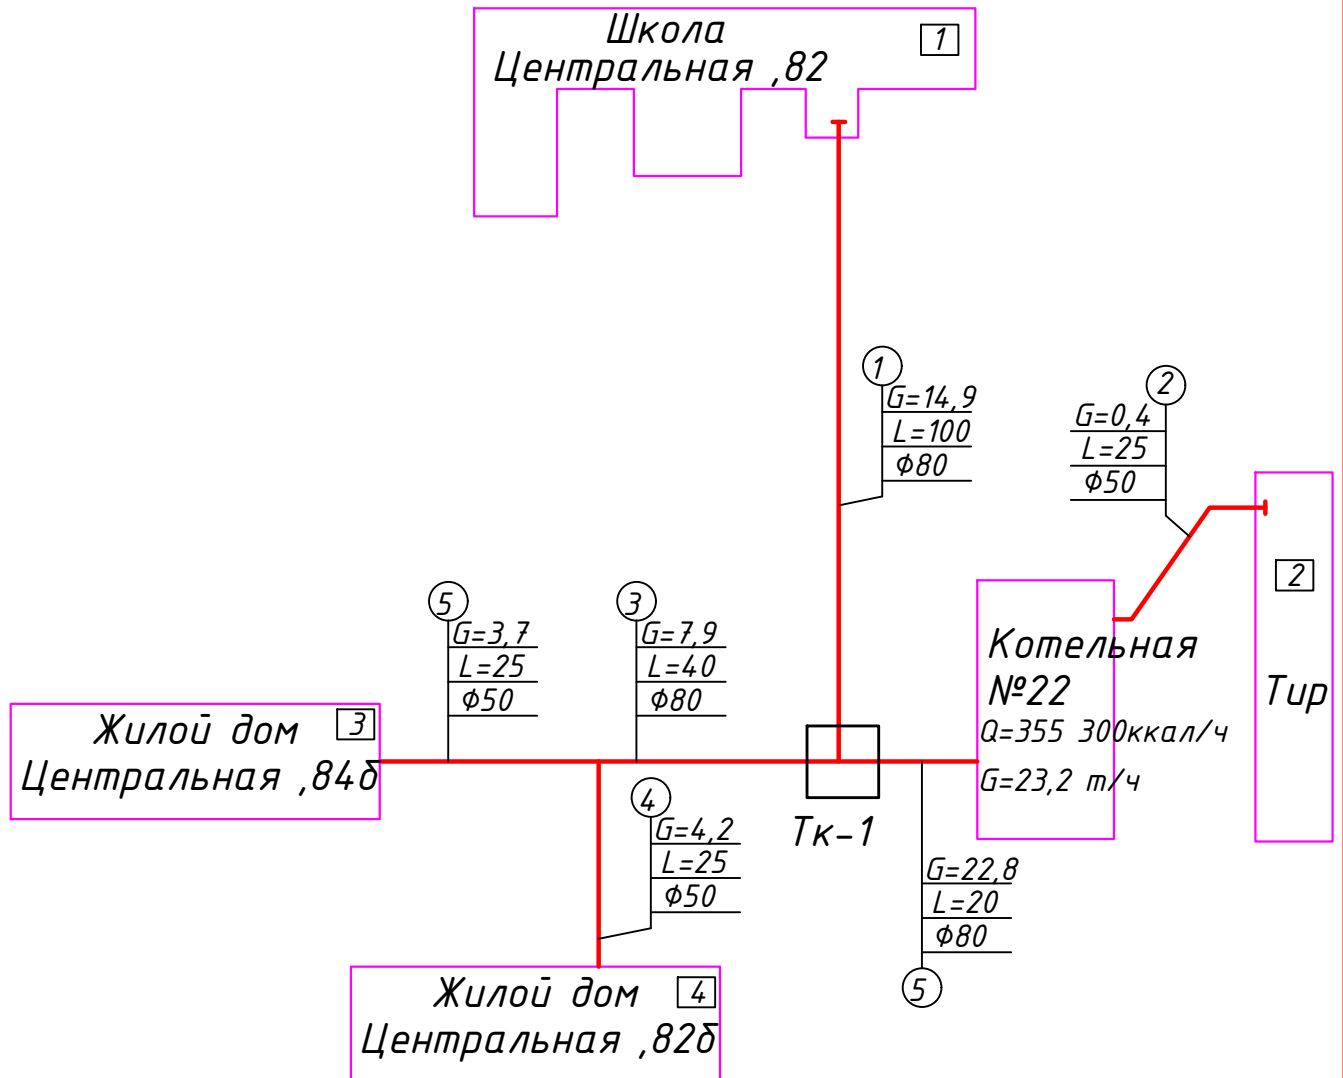 Школа
1
Центральная ,82
1
G=14,9
L=100
Ф80
2
G=0,4
L=25
Ф50
2
Тир
5
G=3,7
L=25
Ф50
3
G=7,9
L=40
Ф80
Котельная
№22
Q=355 300ккал/ч
G=23,2 т/ч
Жилой дом
3
Центральная ,84б
4
G=4,2
L=25
Ф50
Тк-1
G=22,8
L=20
Ф80
5
Жилой дом
4
Центральная ,82б